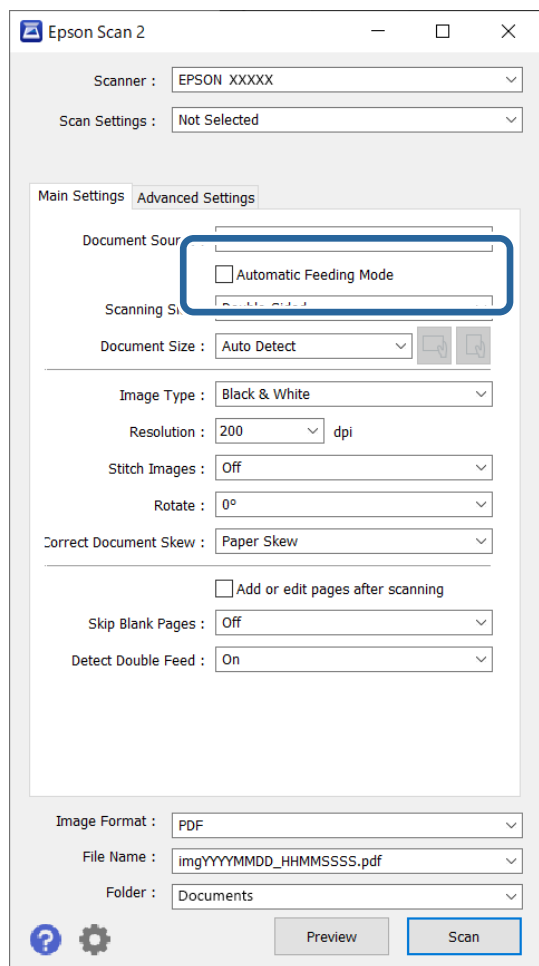 Epson Scan 2
Scanner : EPSON XXXXX
Scan Settings : Not Selected
Main Settings Advanced Settings
Document
Automatic Feeding Mode
Scanning
Document Size : Auto Detect
Image Type : Black & White
Resolution : 200 dpi
Stitch Images : Off
Rotate : 0°
Correct Document Skew : Paper Skew
Add or edit pages after scanning
Skip Blank Pages : Off
Detect Double Feed : On
Image Format : PDF
File Name : imgYYYYMMDD_HHMMSSSS.pdf
Folder : Documents
? Preview Scan